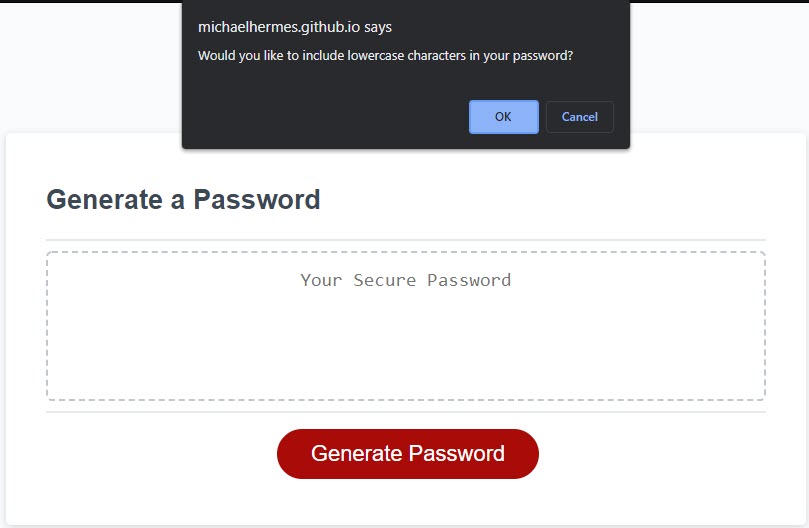 michaelhermes.github.io says
Would you like to include lowercase characters in your password?
OK
Cancel
Generate a Password
Your Secure Password
Generate Password